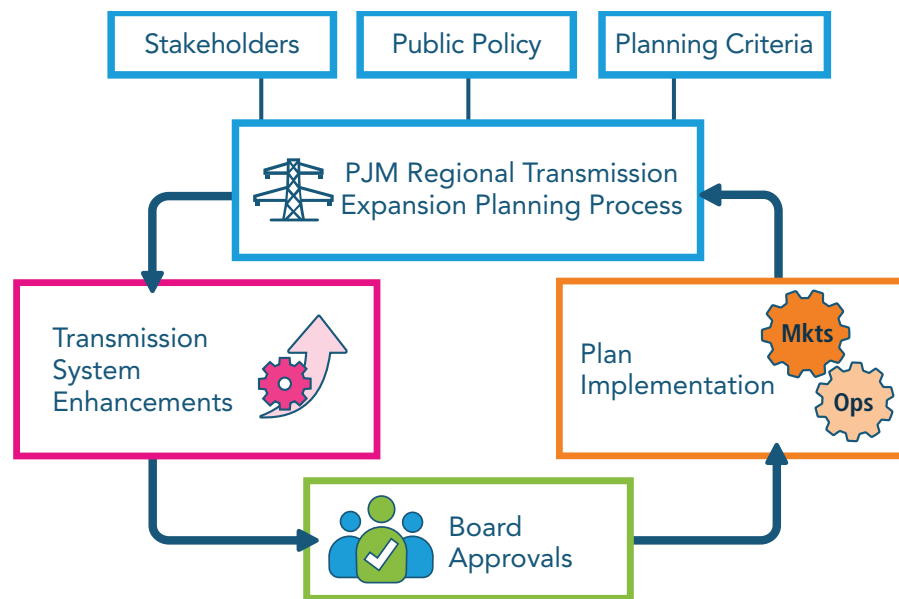 Stakeholders
Public Policy
Planning Criteria
PJM Regional Transmission
Expansion Planning Process
Transmission
System
Enhancements
Plan
Implementation
Mkts
Ops
Board
Approvals